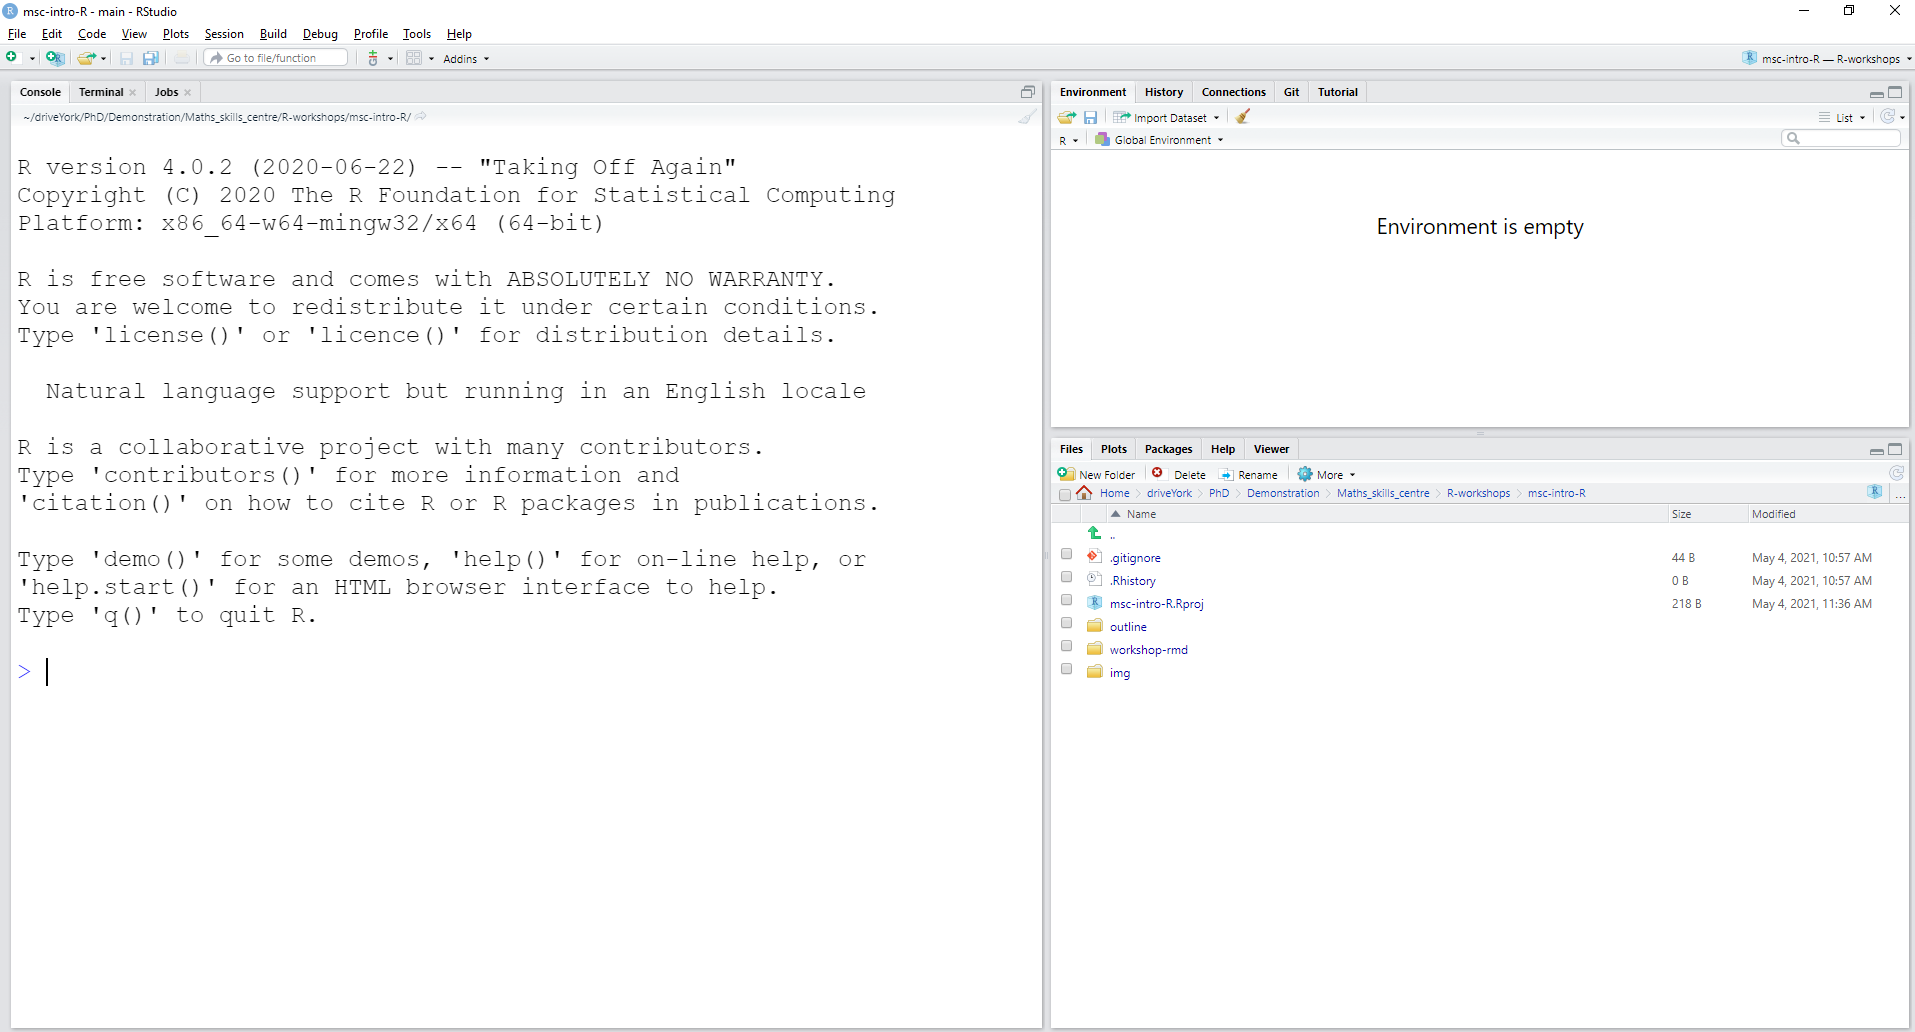 msc-intro-R - main - RStudio
File Edit Code View Plots Session Build Debug Profile Tools Help
Go to file/function Addins msc-intro-R — R-workshops
Console Terminal Jobs
~/driveYork/PhD/Demonstration/Maths_skills_centre/R-workshops/msc-intro-R/
R version 4.0.2 (2020-06-22) -- "Taking Off Again"
Copyright (C) 2020 The R Foundation for Statistical Computing
Platform: x86_64-w64-mingw32/x64 (64-bit)
R is free software and comes with ABSOLUTELY NO WARRANTY.
You are welcome to redistribute it under certain conditions.
Type 'license()' or 'licence()' for distribution details.
Natural language support but running in an English locale
R is a collaborative project with many contributors.
Type 'contributors()' for more information and
'citation()' on how to cite R or R packages in publications.
Type 'demo()' for some demos, 'help()' for on-line help, or
'help.start()' for an HTML browser interface to help.
Type 'q()' to quit R.
>
Environment History Connections Git Tutorial
Import Dataset List
R Global Environment
Environment is empty
Files Plots Packages Help Viewer
New Folder Delete Rename More
Home driveYork PhD Demonstration Maths_skills_centre R-workshops msc-intro-R ...
Name Size Modified
..
.gitignore 44 B May 4, 2021, 10:57 AM
.Rhistory 0 B May 4, 2021, 10:57 AM
msc-intro-R.Rproj 218 B May 4, 2021, 11:36 AM
outline
workshop-rmd
img